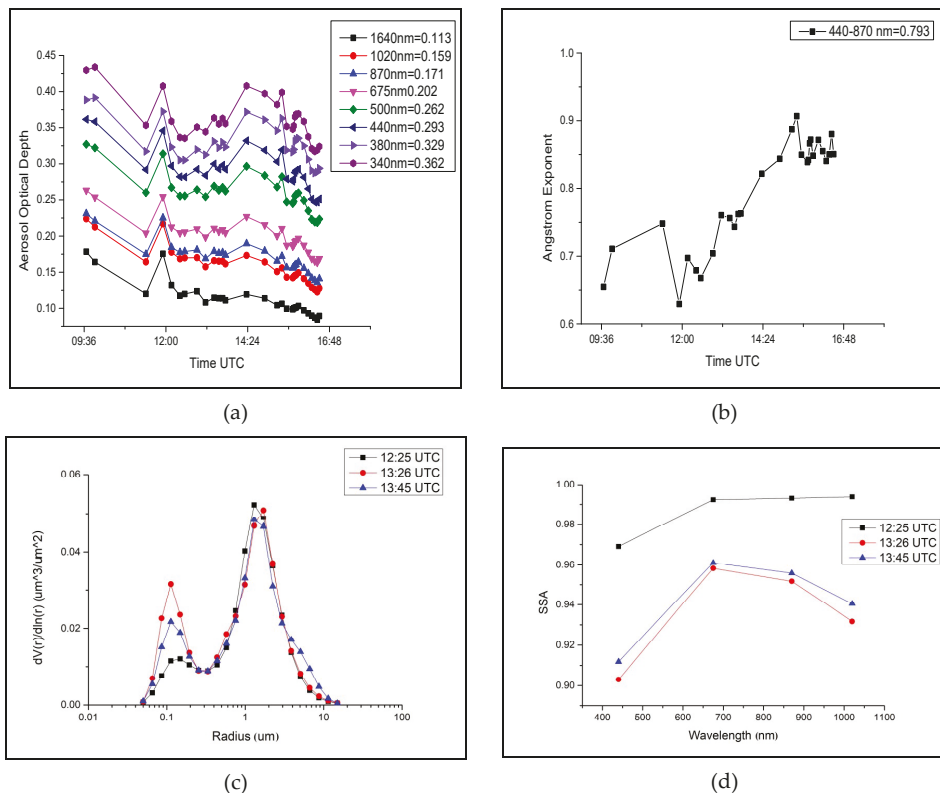 1640nm=0.113
1020nm=0.159
870nm=0.171
675nm0.202
500nm=0.262
440nm=0.293
380nm=0.329
340nm=0.362
0.45
0.40
0.35
0.30
0.25
0.20
0.15
0.10
Aerosol Optical Depth
09:36
12:00
14:24
16:48
Time UTC
(a)
440-870 nm=0.793
1.0
0.9
0.8
0.7
0.6
Angstrom Exponent
09:36
12:00
14:24
16:48
Time UTC
(b)
12:25 UTC
13:26 UTC
13:45 UTC
0.06
0.04
0.02
0.00
dV(r)/dln(r) (um^3/um^2)
0.01
0.1
1
10
100
Radius (um)
(c)
1.00
0.98
0.96
0.94
0.92
0.90
SSA
12:25 UTC
13:26 UTC
13:45 UTC
400
500
600
700
800
900
1000
1100
Wavelength (nm)
(d)